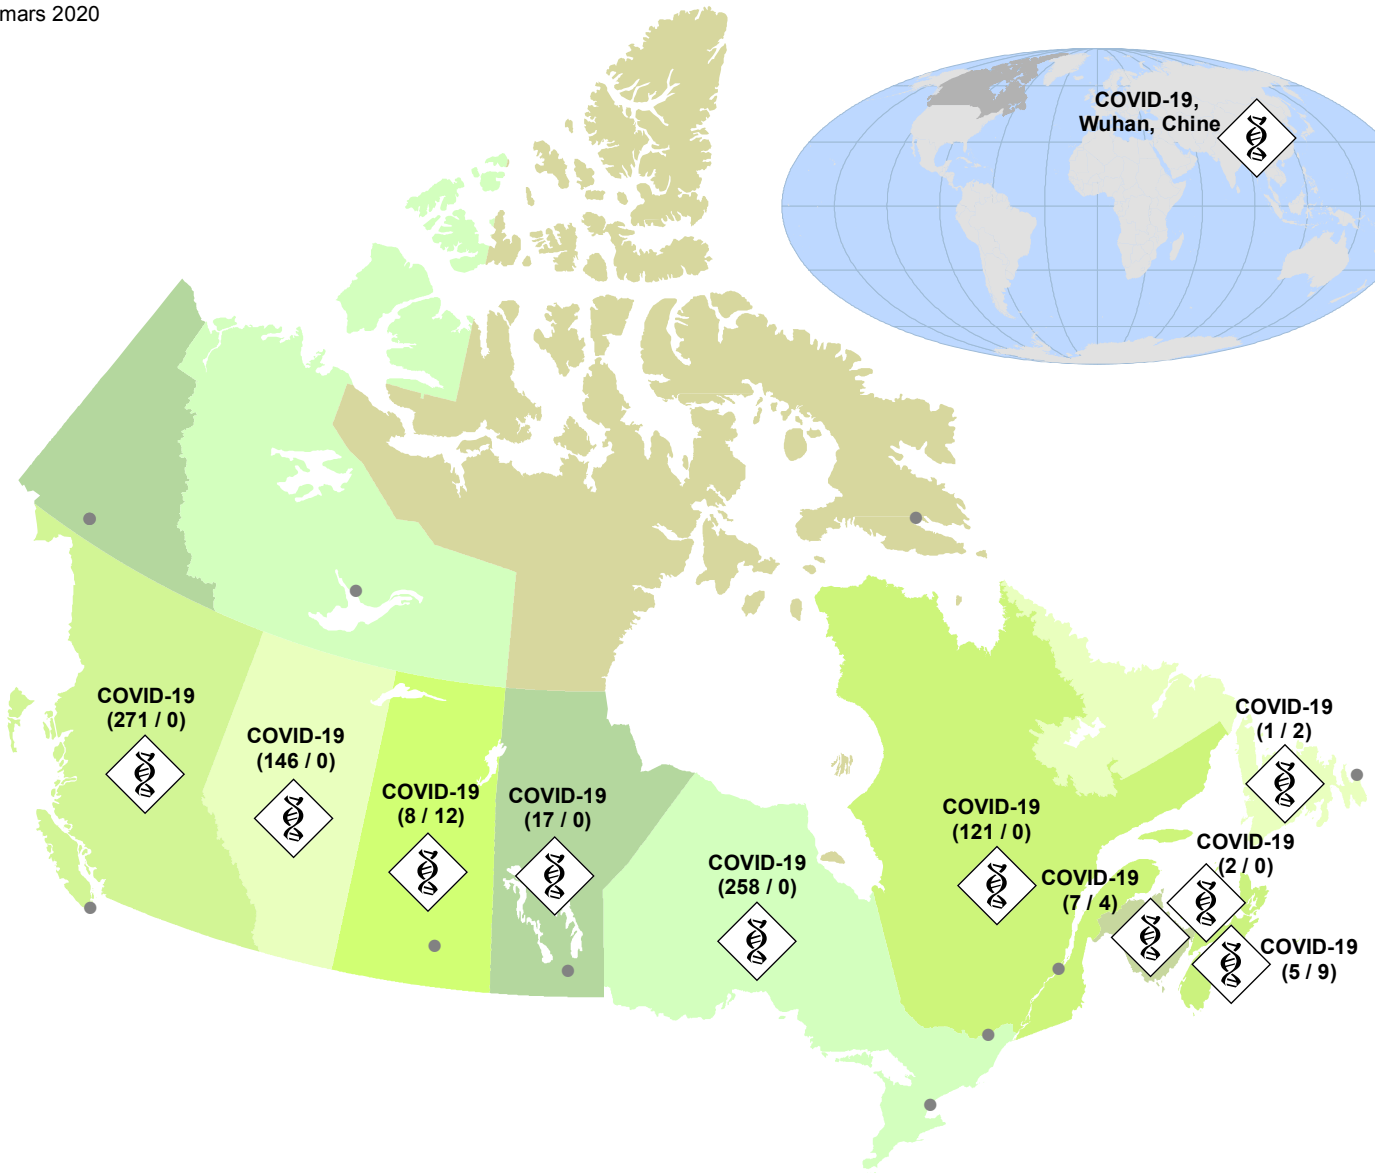 mars 2020
COVID-19,
Wuhan, Chine
COVID-19
(271 / 0)
COVID-19
(146 / 0)
COVID-19
(8 / 12)
COVID-19
(17 / 0)
COVID-19
(258 / 0)
COVID-19
(121 / 0)
COVID-19
(7 / 4)
COVID-19
(1 / 2)
COVID-19
(2 / 0)
COVID-19
(5 / 9)